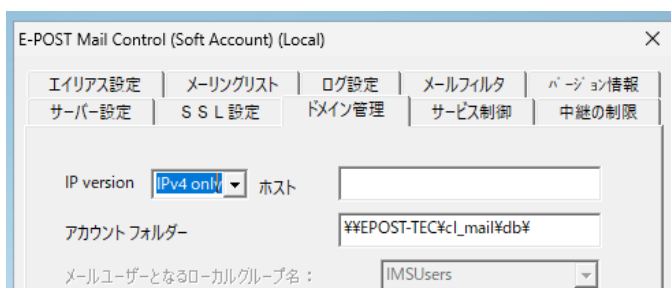 E-POST Mail Control (Soft Account) (Local)
エイリアス設定 メーリングリスト ログ設定 メールフィルタ バージョン情報
サーバー設定 ＳＳＬ設定 ドメイン管理 サービス制御 中継の制限
IP version IPv4 only ホスト
アカウント フォルダー ¥¥EPOST-TEC¥cl_mail¥db¥
メールユーザーとなるローカルグループ名： IMSUsers